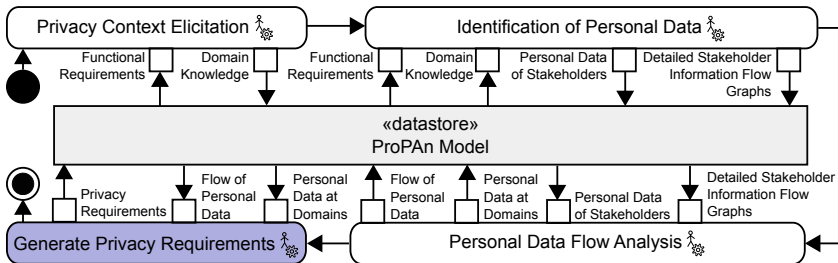 Privacy Context Elicitation
Identification of Personal Data
Functional
Requirements
Domain
Knowledge
Functional
Requirements
Domain
Knowledge
Personal Data
of Stakeholders
Detailed Stakeholder
Information Flow
Graphs
«datastore»
ProPAn Model
Privacy
Requirements
Flow of
Personal
Data
Personal
Data at
Domains
Flow of
Personal
Data
Personal
Data at
Domains
Personal Data
of Stakeholders
Detailed Stakeholder
Information Flow
Graphs
Generate Privacy Requirements
Personal Data Flow Analysis